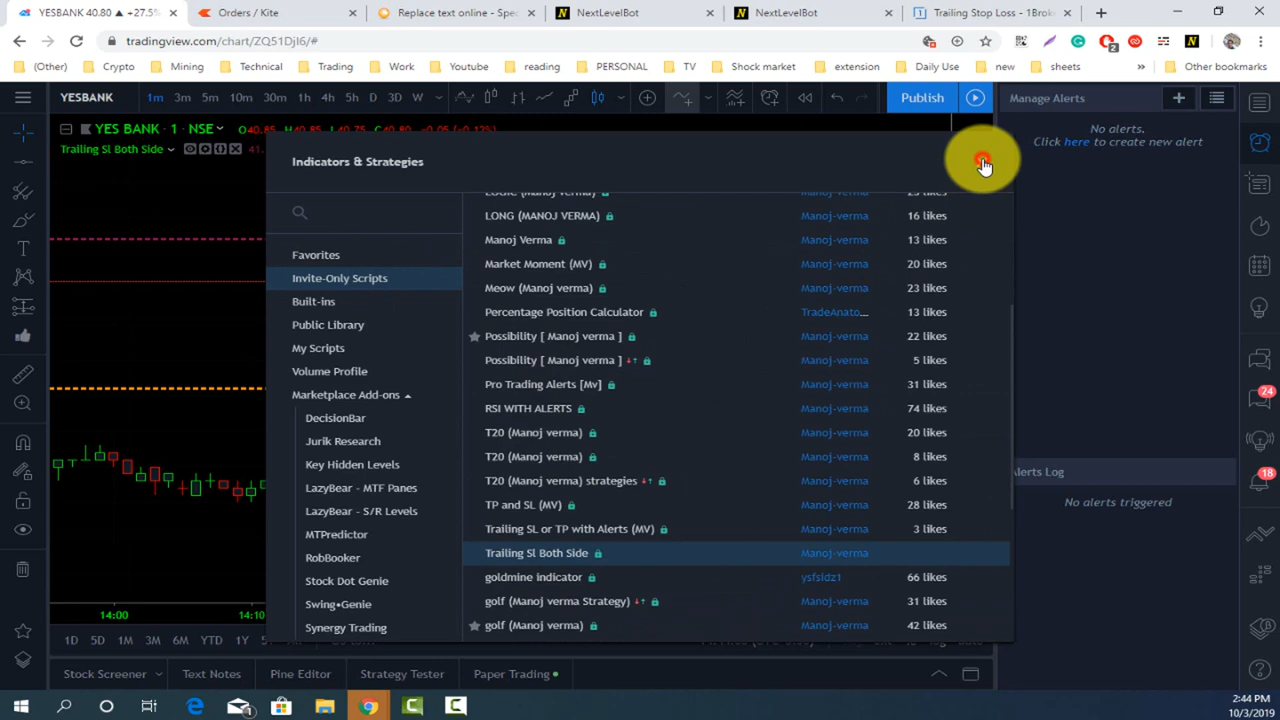 YESBANK 40.80 ▲ +27.5%
Orders / Kite
Replace text online - Spe
NextLevelBot
NextLevelBot
Trailing Stop Loss - 1Brok
tradingview.com/chart/ZQ51DjI6/#
(Other)
Crypto
Mining
Technical
Trading
Work
Youtube
reading
PERSONAL
TV
Shock market
extension
Daily Use
new
sheets
»
Other bookmarks
YESBANK
1m 3m 5m 10m 30m 1h 4h 5h D 3D W
Publish
Manage Alerts
YES BANK · 1 · NSE
Trailing Sl Both Side
No alerts.
Click here to create new alert
Indicators & Strategies
Favorites
Invite-Only Scripts
Built-ins
Public Library
My Scripts
Volume Profile
Marketplace Add-ons
DecisionBar
Jurik Research
Key Hidden Levels
LazyBear - MTF Panes
LazyBear - S/R Levels
MTPredictor
RobBooker
Stock Dot Genie
Swing•Genie
Synergy Trading
LONG (MANOJ VERMA) Manoj-verma 16 likes
Manoj Verma Manoj-verma 13 likes
Market Moment (MV) Manoj-verma 20 likes
Meow (Manoj verma) Manoj-verma 23 likes
Percentage Position Calculator TradeAnato... 13 likes
Possibility [ Manoj verma ] Manoj-verma 22 likes
Possibility [ Manoj verma ] Manoj-verma 5 likes
Pro Trading Alerts [Mv] Manoj-verma 31 likes
RSI WITH ALERTS Manoj-verma 74 likes
T20 (Manoj verma) Manoj-verma 20 likes
T20 (Manoj verma) Manoj-verma 8 likes
T20 (Manoj verma) strategies Manoj-verma 6 likes
TP and SL (MV) Manoj-verma 28 likes
Trailing SL or TP with Alerts (MV) Manoj-verma 3 likes
Trailing Sl Both Side Manoj-verma
goldmine indicator ysfsldz1 66 likes
golf (Manoj verma Strategy) Manoj-verma 31 likes
golf (Manoj verma) Manoj-verma 42 likes
Alerts Log
No alerts triggered
24
18
2
14:00
14:10
1D 5D 1M 3M 6M YTD 1Y
Stock Screener
Text Notes
Pine Editor
Strategy Tester
Paper Trading
1
2:44 PM
10/3/2019